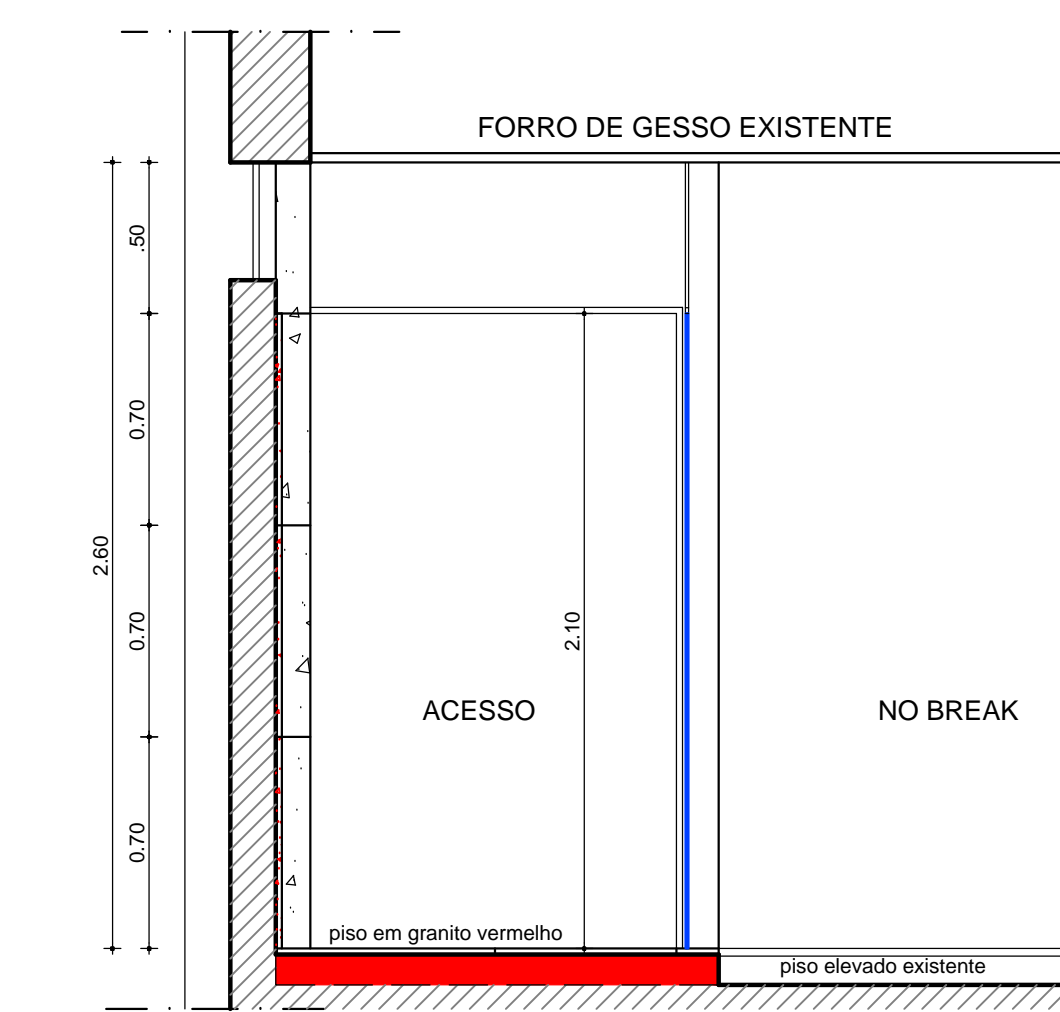 FORRO DE GESSO EXISTENTE
.50
0.70
2.60
0.70
2.10
ACESSO
NO BREAK
0.70
piso em granito vermelho
piso elevado existente